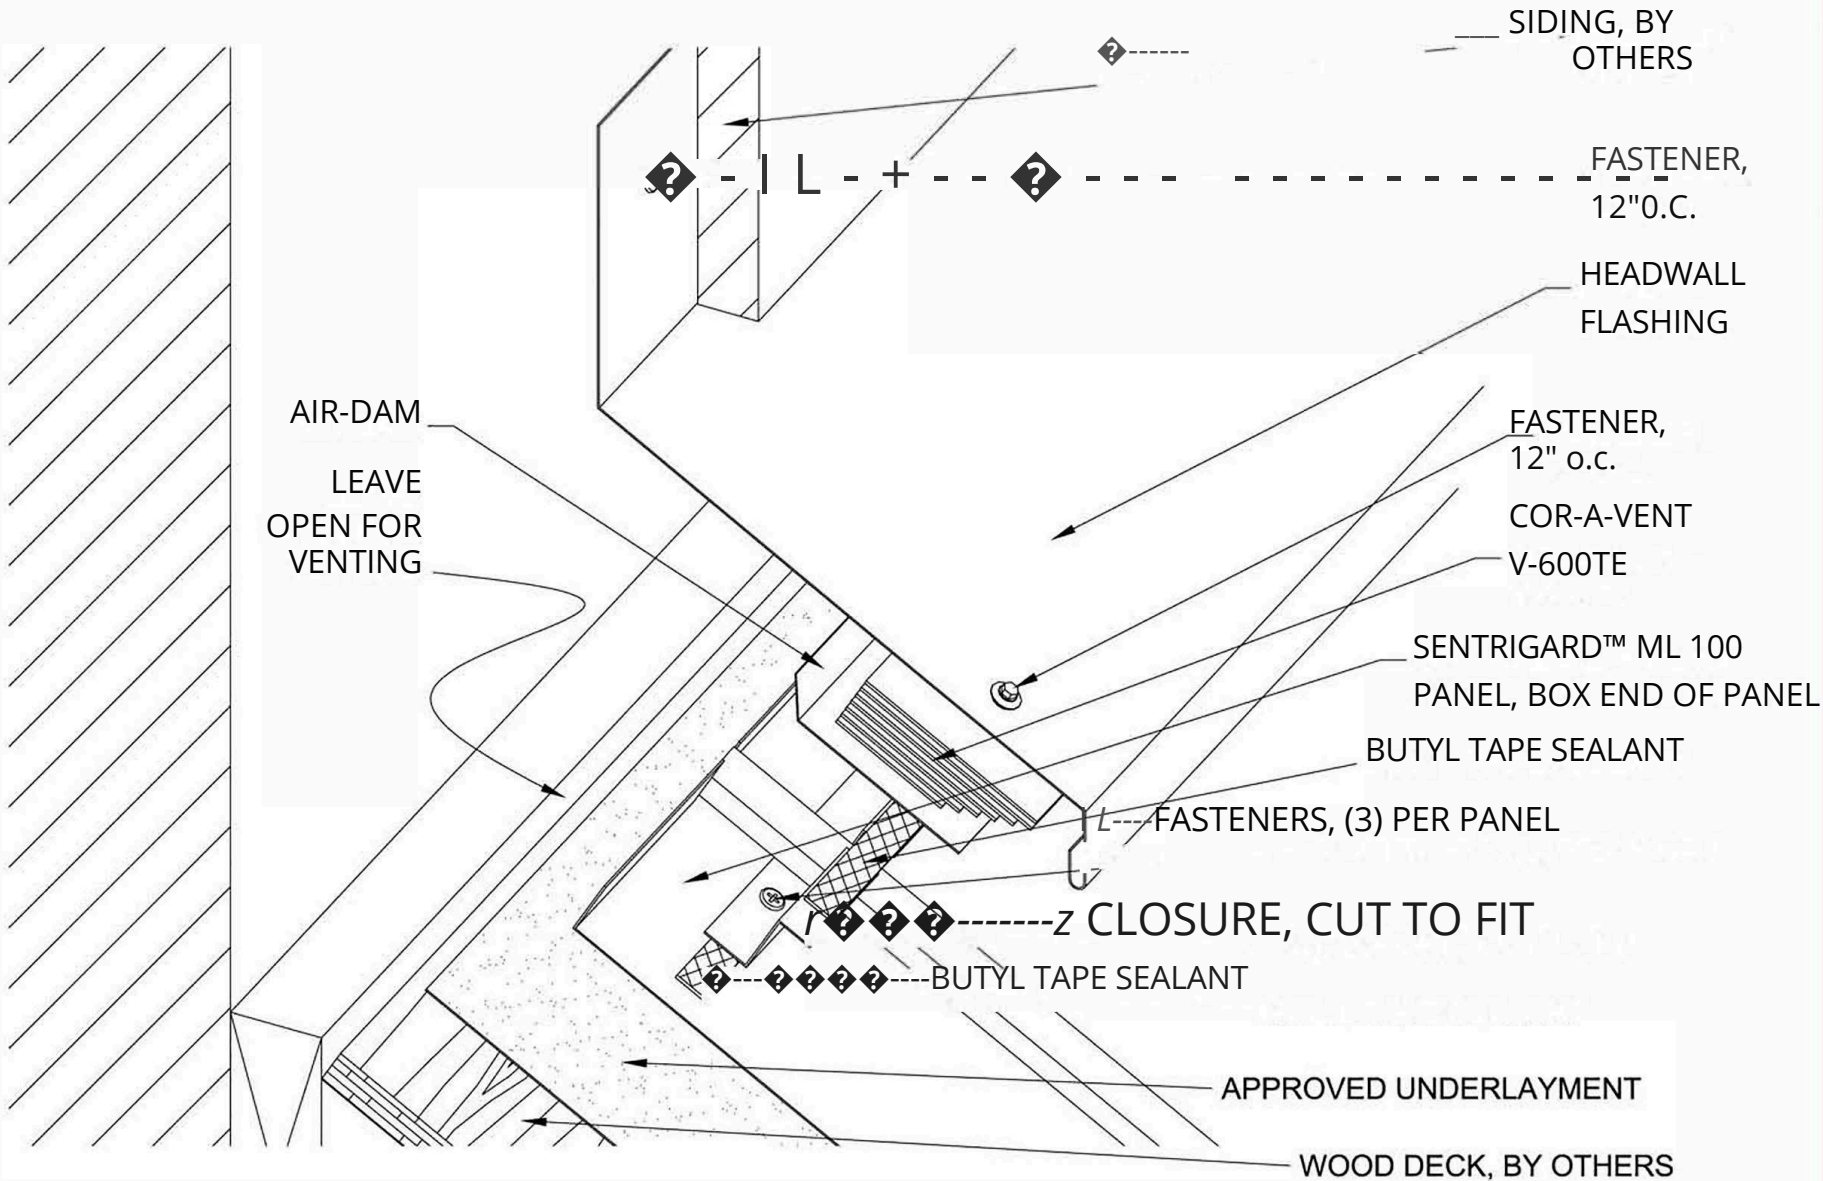 SIDING, BY
OTHERS
FASTENER,
12"0.C.
HEADWALL
FLASHING
AIR-DAM
LEAVE
OPEN FOR
VENTING
FASTENER,
12" o.c.
COR-A-VENT
V-600TE
SENTRIGARD™ ML 100
PANEL, BOX END OF PANEL
BUTYL TAPE SEALANT
L----FASTENERS, (3) PER PANEL
r���-------z CLOSURE, CUT TO FIT
�---����----BUTYL TAPE SEALANT
APPROVED UNDERLAYMENT
WOOD DECK, BY OTHERS